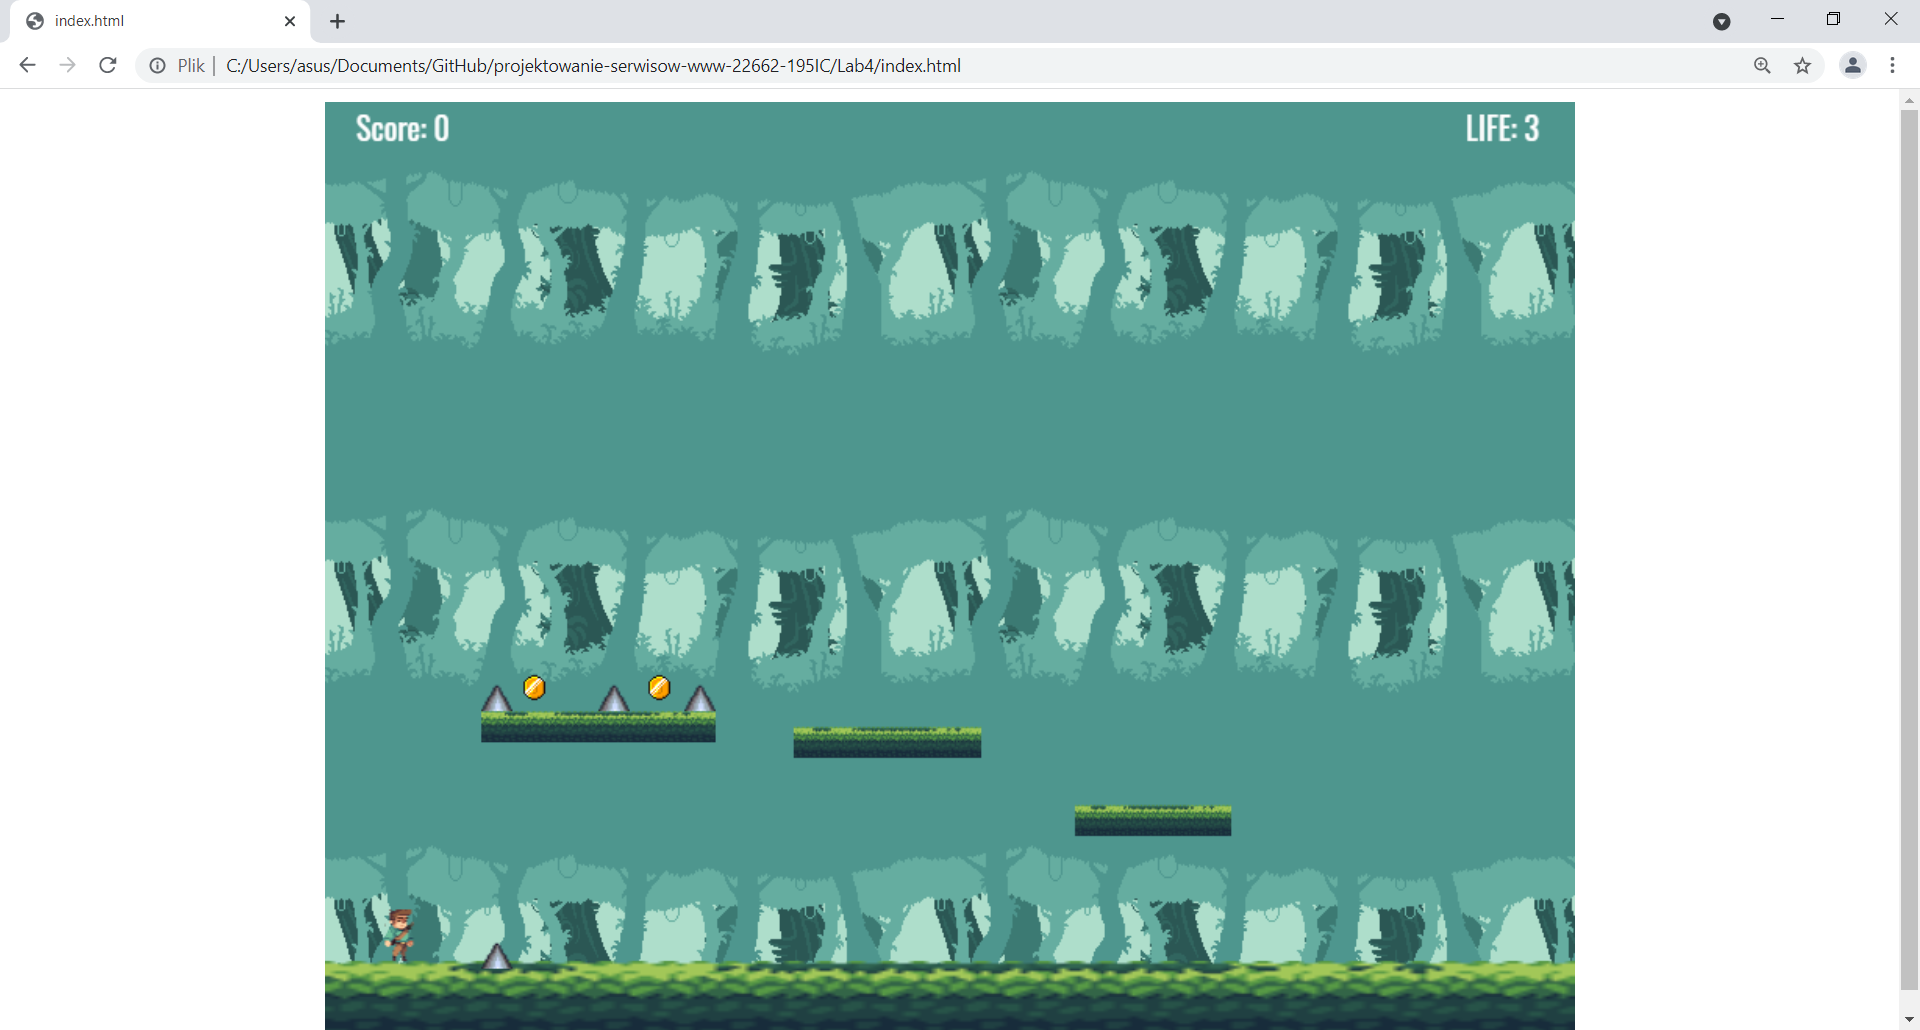 index.html
Plik C:/Users/asus/Documents/GitHub/projektowanie-serwisow-www-22662-195IC/Lab4/index.html
Score: 0 LIFE: 3